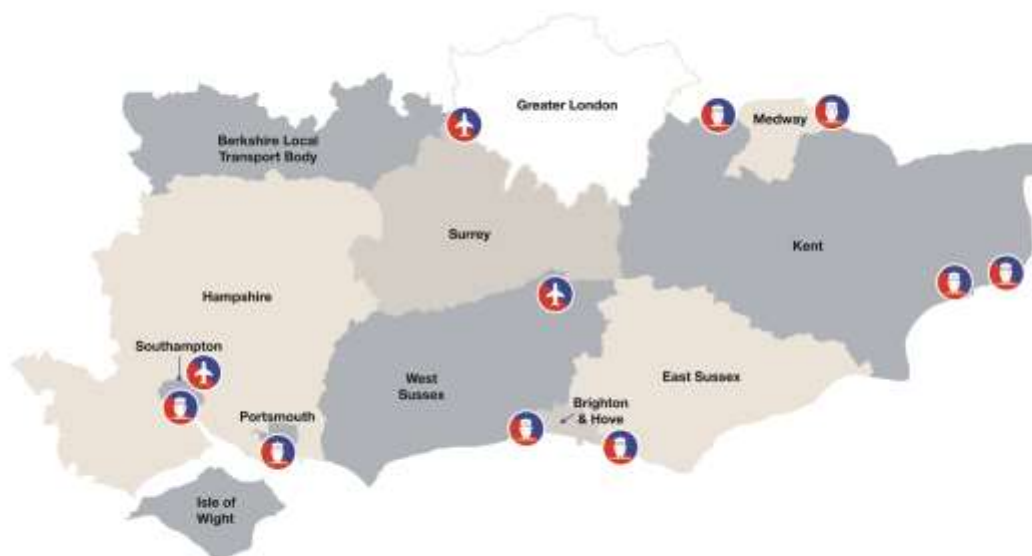 Greater London
Medway
Berkshire Local
Transport Body
Surrey
Kent
Hampshire
Southampton
West
Sussex
East Sussex
Portsmouth
Brighton
& Hove
Isle of
Wight